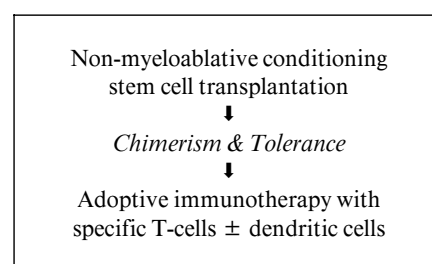 Non-myeloablative conditioning
stem cell transplantation
⬇
Chimerism & Tolerance
⬇
Adoptive immunotherapy with
specific T-cells ± dendritic cells